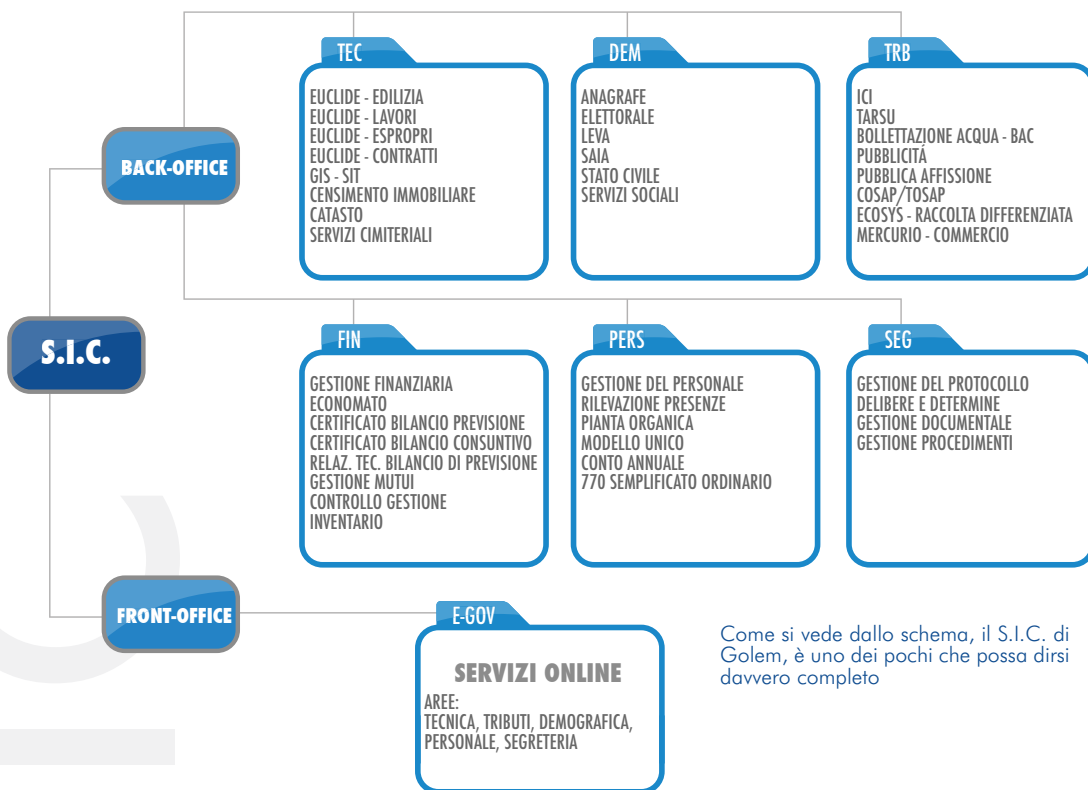 TEC
EUCLIDE - EDILIZIA
EUCLIDE - LAVORI
EUCLIDE - ESPROPRI
EUCLIDE - CONTRATTI
GIS - SIT
CENSIMENTO IMMOBILIARE
CATASTO
SERVIZI CIMITERIALI
DEM
ANAGRAFE
ELETTORALE
LEVA
SAIA
STATO CIVILE
SERVIZI SOCIALI
TRB
ICI
TARSU
BOLLETTAZIONE ACQUA - BAC
PUBBLICITÁ
PUBBLICA AFFISSIONE
COSAP/TOSAP
ECOSYS - RACCOLTA DIFFERENZIATA
MERCURIO - COMMERCIO
BACK-OFFICE
S.I.C.
FIN
GESTIONE FINANZIARIA
ECONOMATO
CERTIFICATO BILANCIO PREVISIONE
CERTIFICATO BILANCIO CONSUNTIVO
RELAZ. TEC. BILANCIO DI PREVISIONE
GESTIONE MUTUI
CONTROLLO GESTIONE
INVENTARIO
PERS
GESTIONE DEL PERSONALE
RILEVAZIONE PRESENZE
PIANTA ORGANICA
MODELLO UNICO
CONTO ANNUALE
770 SEMPLIFICATO ORDINARIO
SEG
GESTIONE DEL PROTOCOLLO
DELIBERE E DETERMINE
GESTIONE DOCUMENTALE
GESTIONE PROCEDIMENTI
FRONT-OFFICE
E-GOV
SERVIZI ONLINE
AREE:
TECNICA, TRIBUTI, DEMOGRAFICA,
PERSONALE, SEGRETERIA
Come si vede dallo schema, il S.I.C. di
Golem, è uno dei pochi che possa dirsi
davvero completo